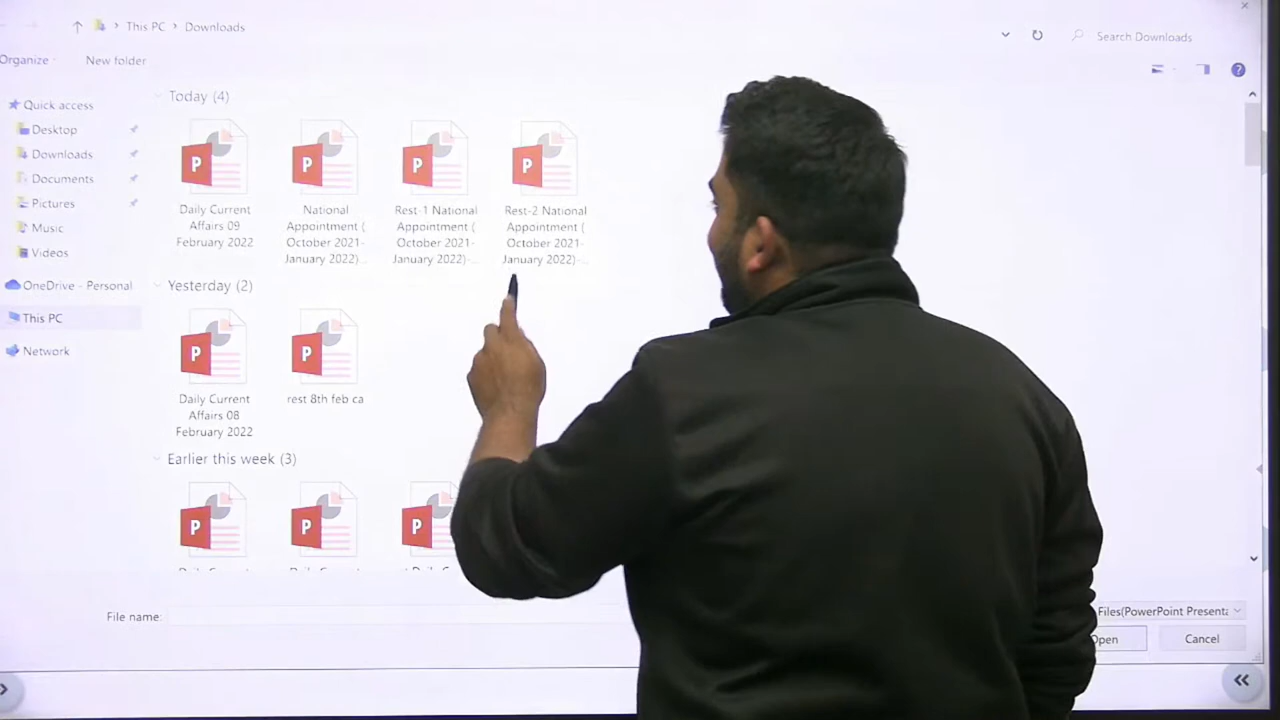 This PC > Downloads
Search Downloads
Organize
New folder
Quick access
Desktop
Downloads
Documents
Pictures
Music
Videos
OneDrive - Personal
This PC
Network
Today (4)
Daily Current
Affairs 09
February 2022
National
Appointment (
October 2021-
January 2022)...
Rest-1 National
Appointment (
October 2021-
January 2022)-...
Rest-2 National
Appointment (
October 2021-
January 2022)-...
Yesterday (2)
Daily Current
Affairs 08
February 2022
rest 8th feb ca
Earlier this week (3)
File name:
Files(PowerPoint Presenta
Open
Cancel